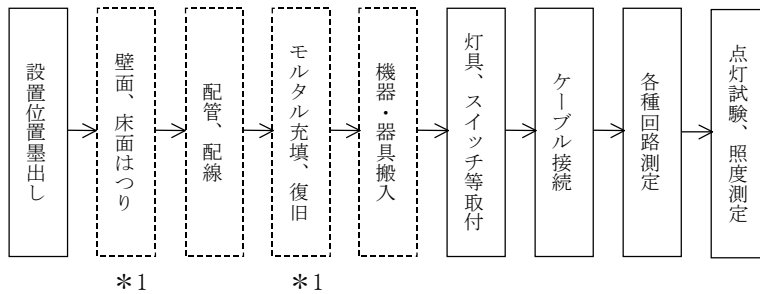 設置位置墨出し
壁面、床面はつり
配管、配線
モルタル充填、復旧
機器・器具搬入
灯具、スイッチ等取付
ケーブル接続
各種回路測定
点灯試験、照度測定
＊1
＊1